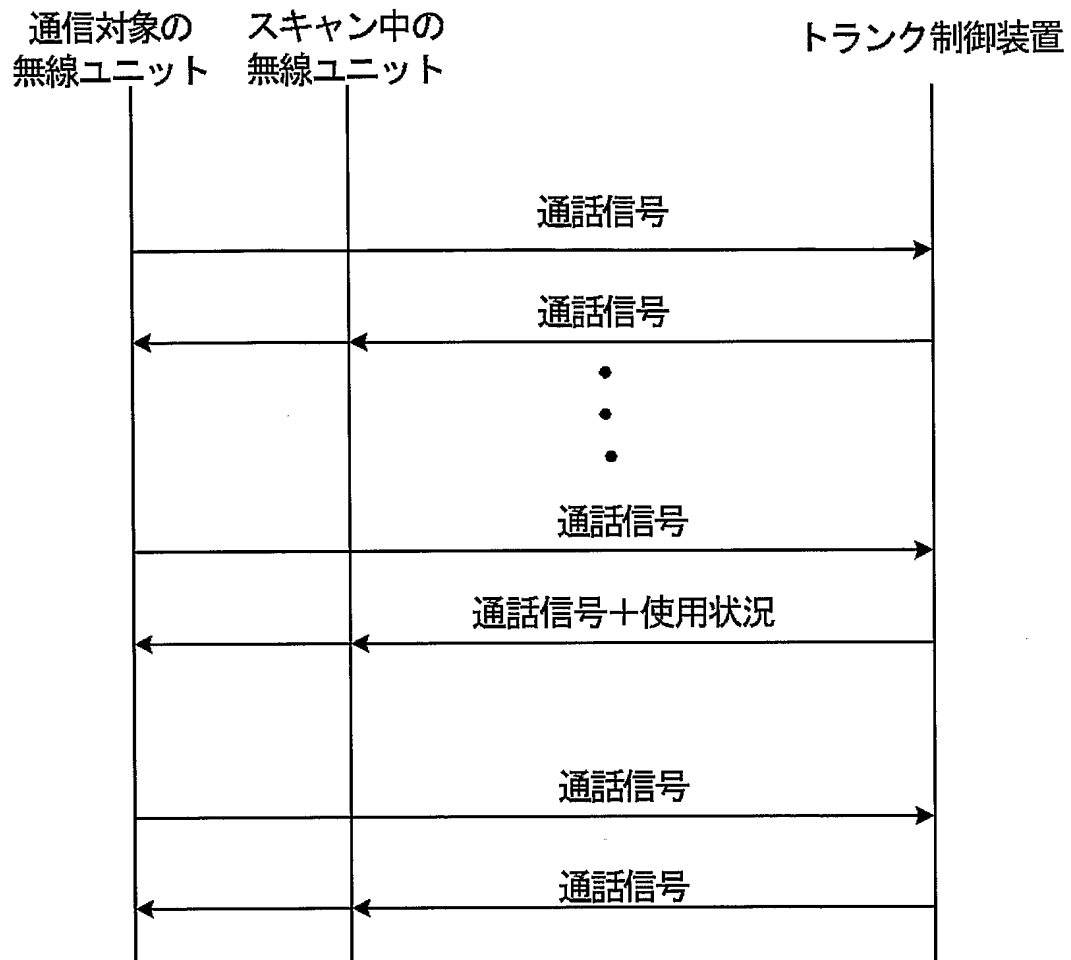 通信対象の
無線ユニット
スキャン中の
無線ユニット
トランク制御装置
通話信号
通話信号
通話信号
通話信号＋使用状況
通話信号
通話信号